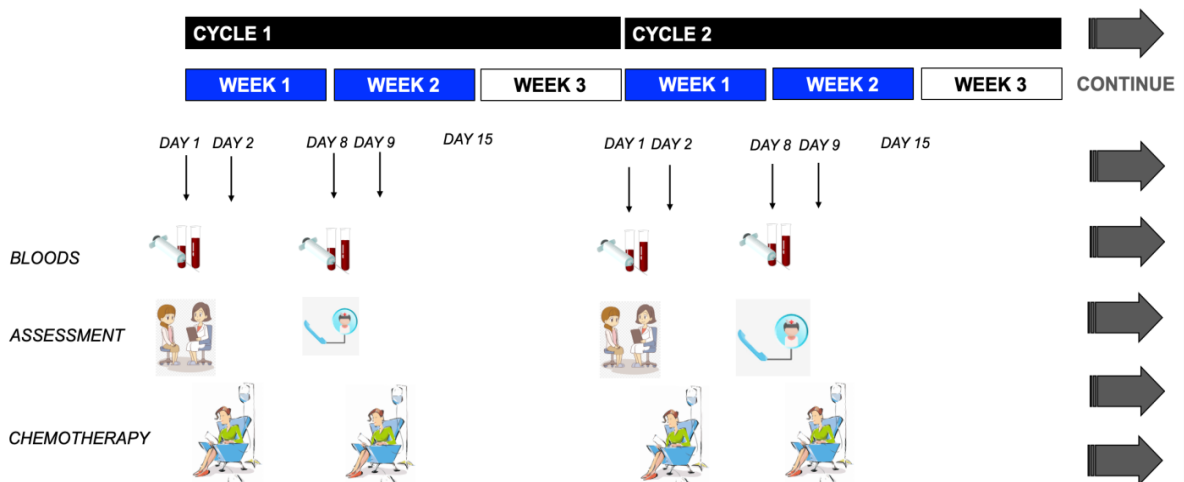 CYCLE 1 CYCLE 2
WEEK 1 WEEK 2 WEEK 3 WEEK 1 WEEK 2 WEEK 3 CONTINUE
DAY 1 DAY 2 DAY 8 DAY 9 DAY 15 DAY 1 DAY 2 DAY 8 DAY 9 DAY 15
BLOODS
ASSESSMENT
CHEMOTHERAPY